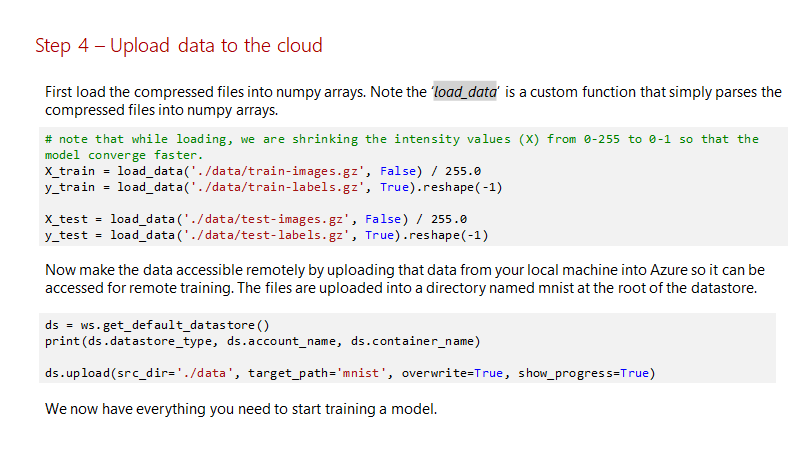 Step 4 – Upload data to the cloud
First load the compressed files into numpy arrays. Note the 'load_data' is a custom function that simply parses the
compressed files into numpy arrays.
# note that while loading, we are shrinking the intensity values (X) from 0-255 to 0-1 so that the
model converge faster.
X_train = load_data('./data/train-images.gz', False) / 255.0
y_train = load_data('./data/train-labels.gz', True).reshape(-1)
X_test = load_data('./data/test-images.gz', False) / 255.0
y_test = load_data('./data/test-labels.gz', True).reshape(-1)
Now make the data accessible remotely by uploading that data from your local machine into Azure so it can be
accessed for remote training. The files are uploaded into a directory named mnist at the root of the datastore.
ds = ws.get_default_datastore()
print(ds.datastore_type, ds.account_name, ds.container_name)
ds.upload(src_dir='./data', target_path='mnist', overwrite=True, show_progress=True)
We now have everything you need to start training a model.